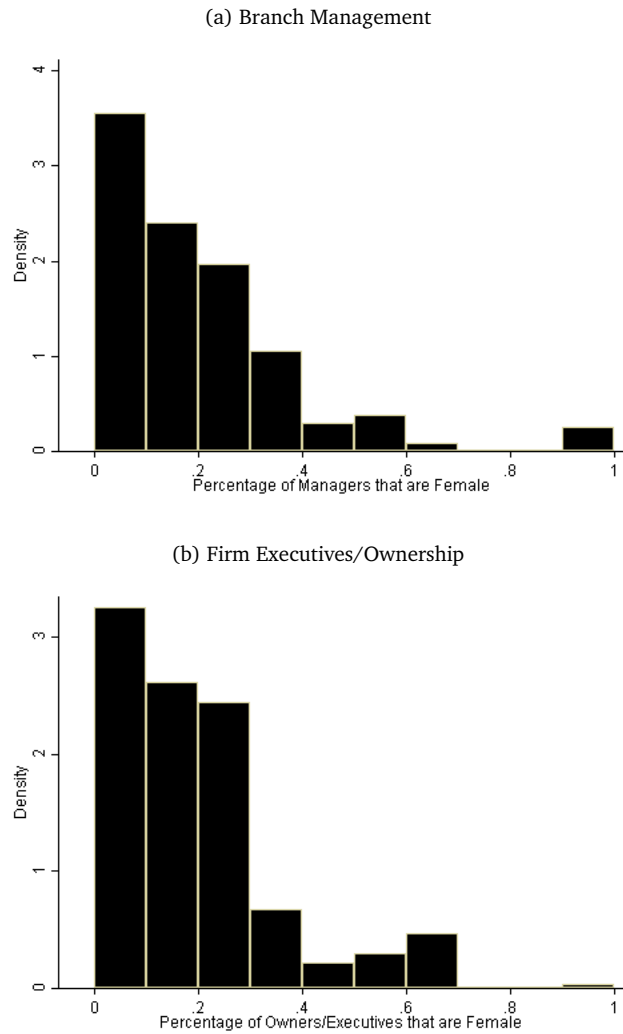 (a) Branch Management
4
3
2
1
0
Density
0 .2 .4 .6 .8 1
Percentage of Managers that are Female
(b) Firm Executives/Ownership
3
2
1
0
Density
0 .2 .4 .6 .8 1
Percentage of Owners/Executives that are Female